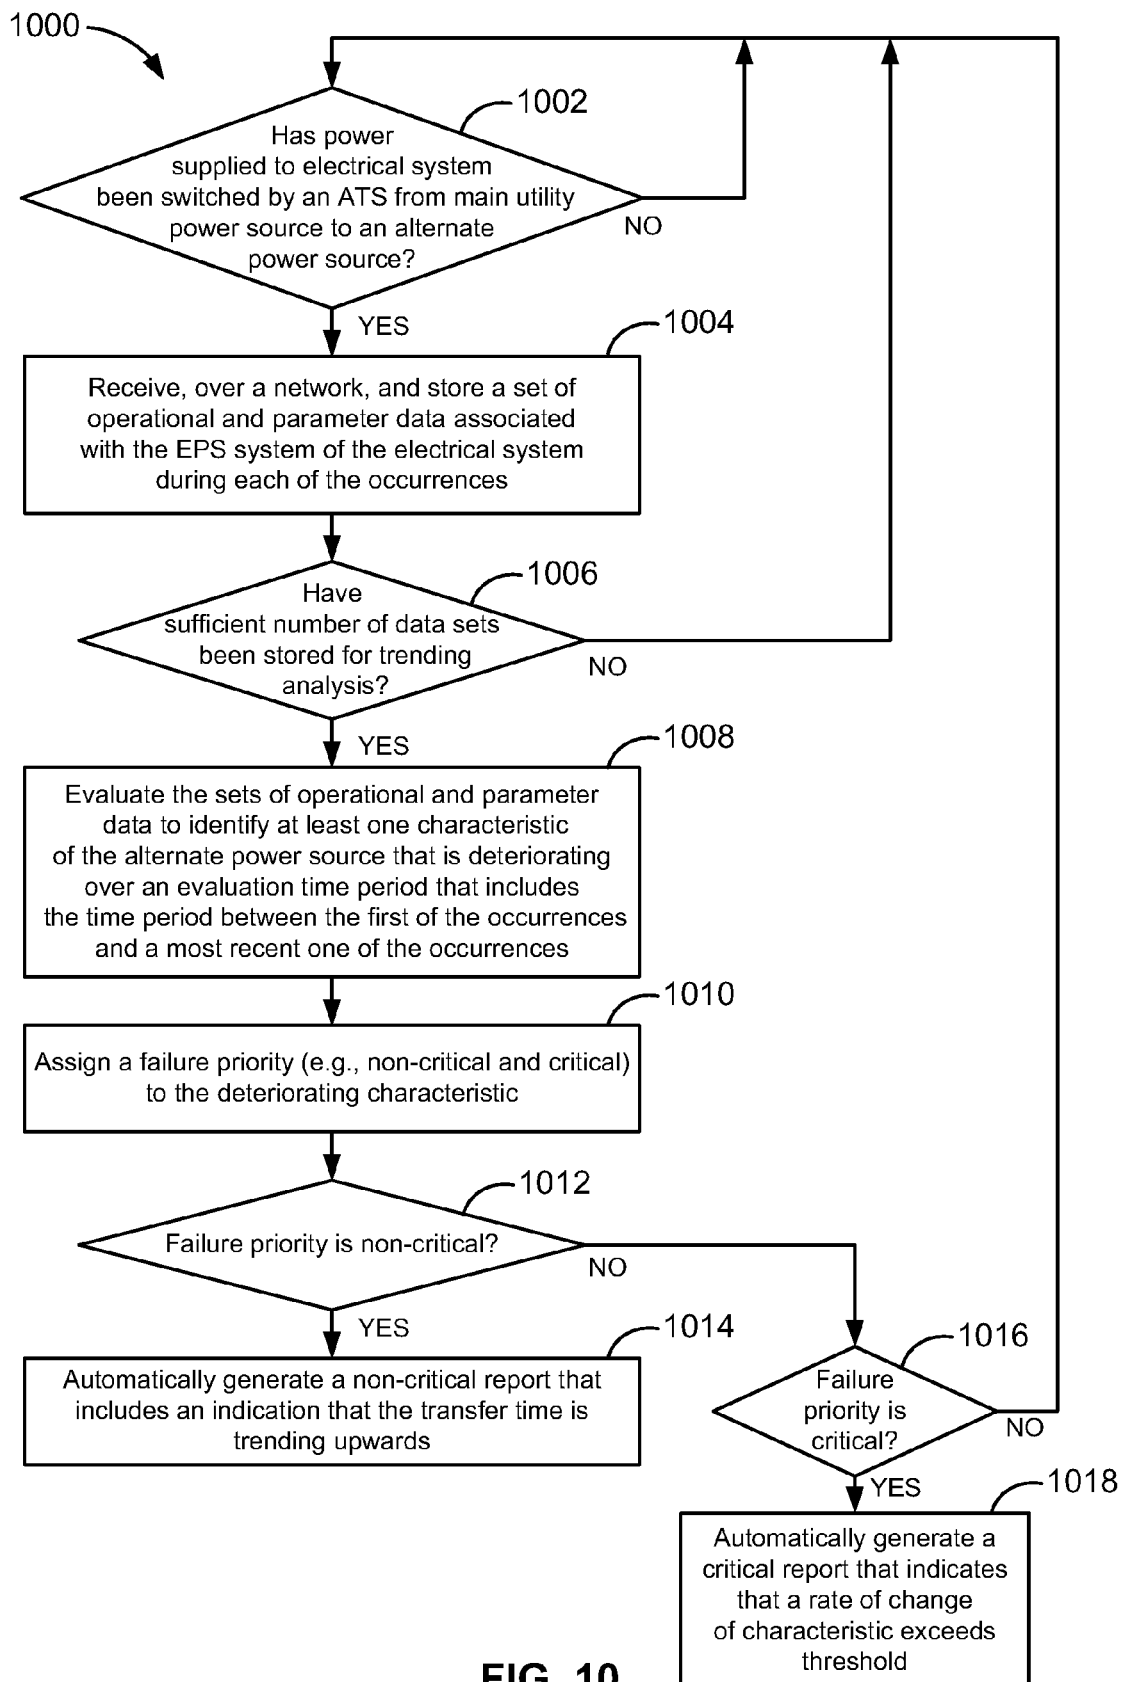 1000
1002
Has power
supplied to electrical system
been switched by an ATS from main utility
power source to an alternate
power source?
NO
YES
1004
Receive, over a network, and store a set of
operational and parameter data associated
with the EPS system of the electrical system
during each of the occurrences
1006
Have
sufficient number of data sets
been stored for trending
analysis?
NO
YES
1008
Evaluate the sets of operational and parameter
data to identify at least one characteristic
of the alternate power source that is deteriorating
over an evaluation time period that includes
the time period between the first of the occurrences
and a most recent one of the occurrences
1010
Assign a failure priority (e.g., non-critical and critical)
to the deteriorating characteristic
1012
Failure priority is non-critical?
NO
YES
1014
Automatically generate a non-critical report that
includes an indication that the transfer time is
trending upwards
1016
Failure
priority is
critical?
NO
YES
1018
Automatically generate a
critical report that indicates
that a rate of change
of characteristic exceeds
threshold
FIG. 10